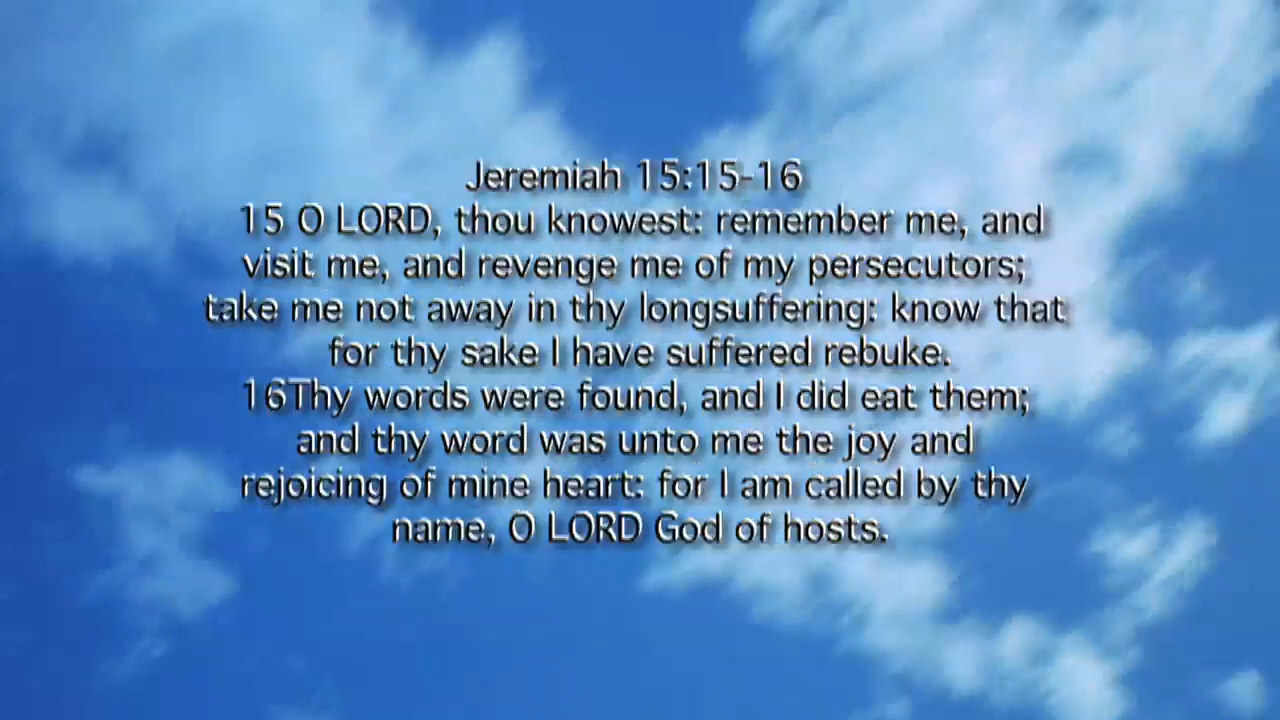 Jeremiah 15:15-16
15 O LORD, thou knowest: remember me, and
visit me, and revenge me of my persecutors;
take me not away in thy longsuffering: know that
for thy sake I have suffered rebuke.
16Thy words were found, and I did eat them;
and thy word was unto me the joy and
rejoicing of mine heart: for I am called by thy
name, O LORD God of hosts.